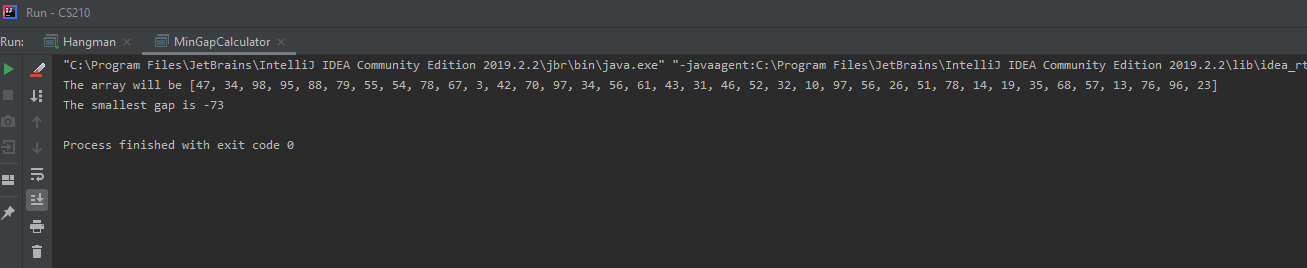 Run - CS210
Run: Hangman MinGapCalculator
"C:\Program Files\JetBrains\IntelliJ IDEA Community Edition 2019.2.2\jbr\bin\java.exe" "-javaagent:C:\Program Files\JetBrains\IntelliJ IDEA Community Edition 2019.2.2\lib\idea_rt
The array will be [47, 34, 98, 95, 88, 79, 55, 54, 78, 67, 3, 42, 70, 97, 34, 56, 61, 43, 31, 46, 52, 32, 10, 97, 56, 26, 51, 78, 14, 19, 35, 68, 57, 13, 76, 96, 23]
The smallest gap is -73
Process finished with exit code 0